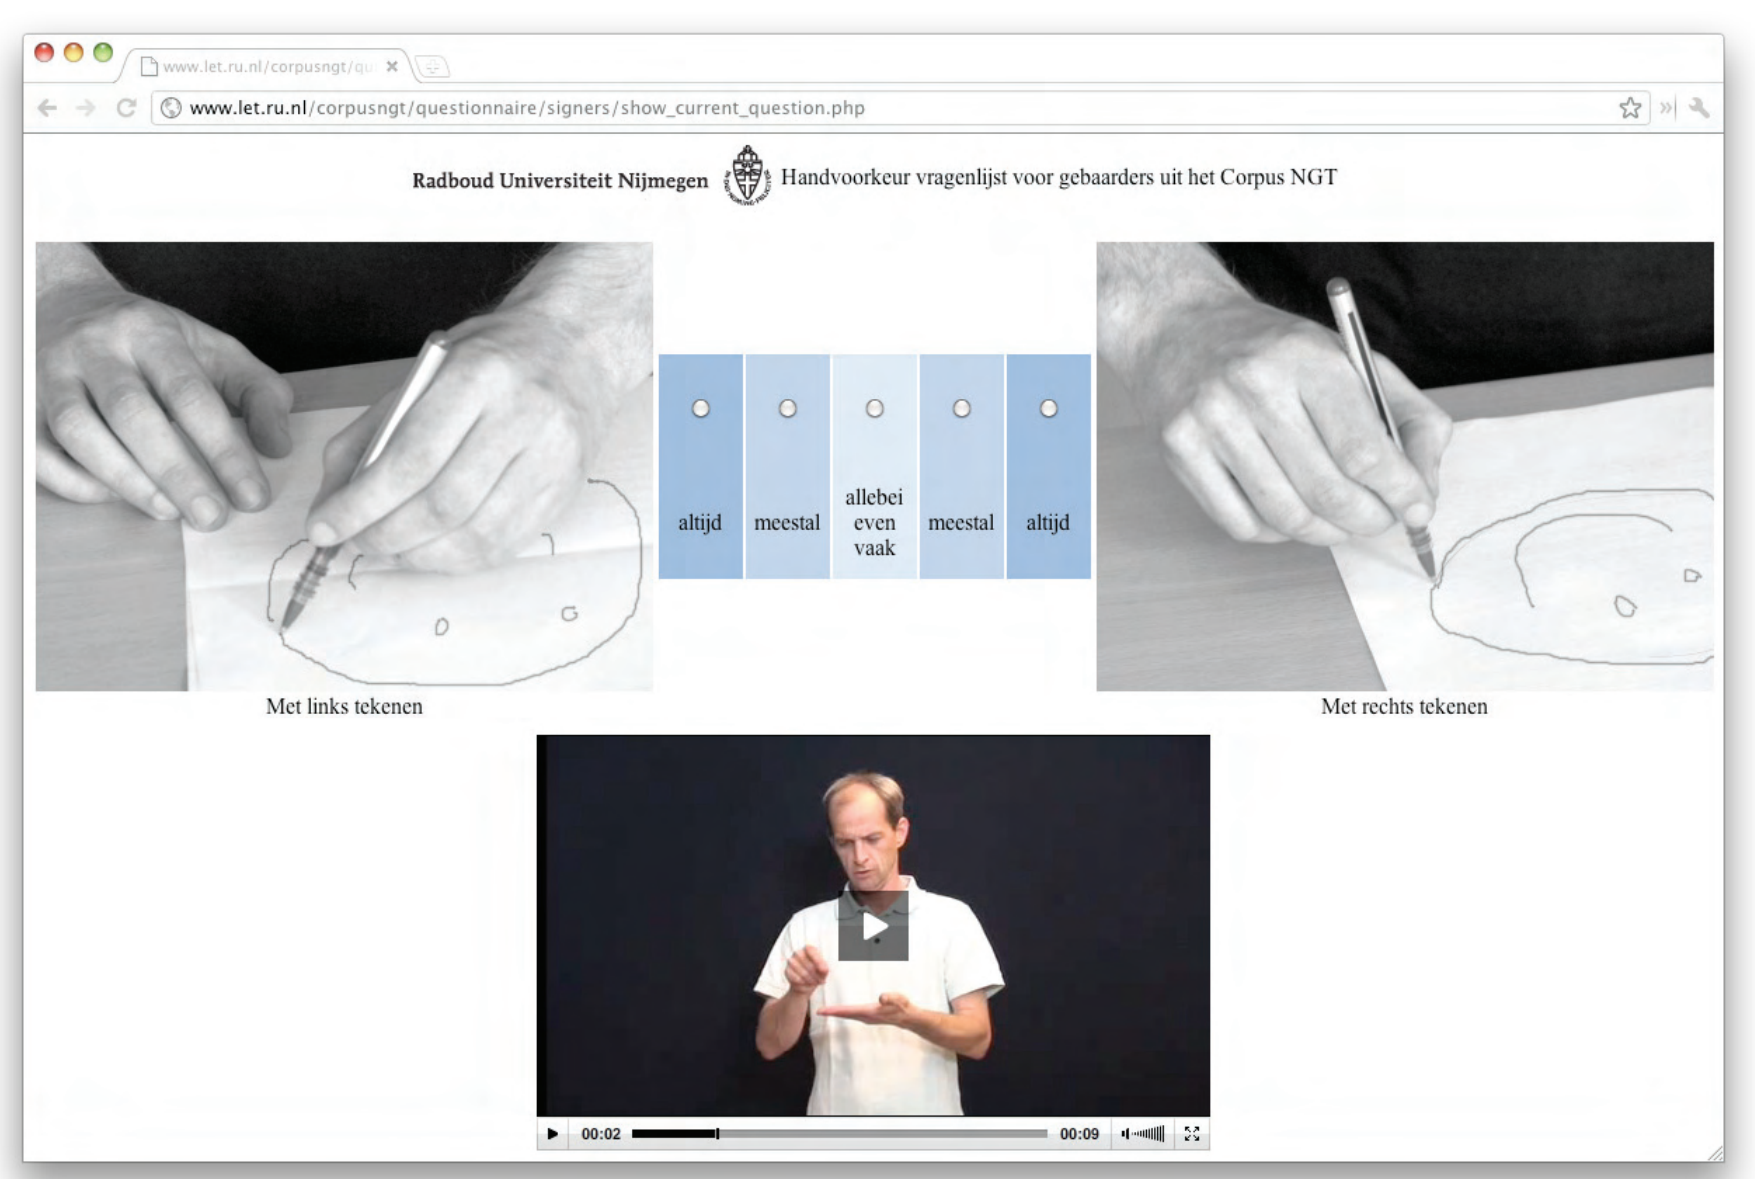 www.let.ru.nl/corpusngt/qu
www.let.ru.nl/corpusngt/questionnaire/signers/show_current_question.php
Radboud Universiteit Nijmegen
Handvoorkeur vragenlijst voor gebaarders uit het Corpus NGT
altijd
meestal
allebei
even
vaak
meestal
altijd
Met links tekenen
Met rechts tekenen
00:02
00:09